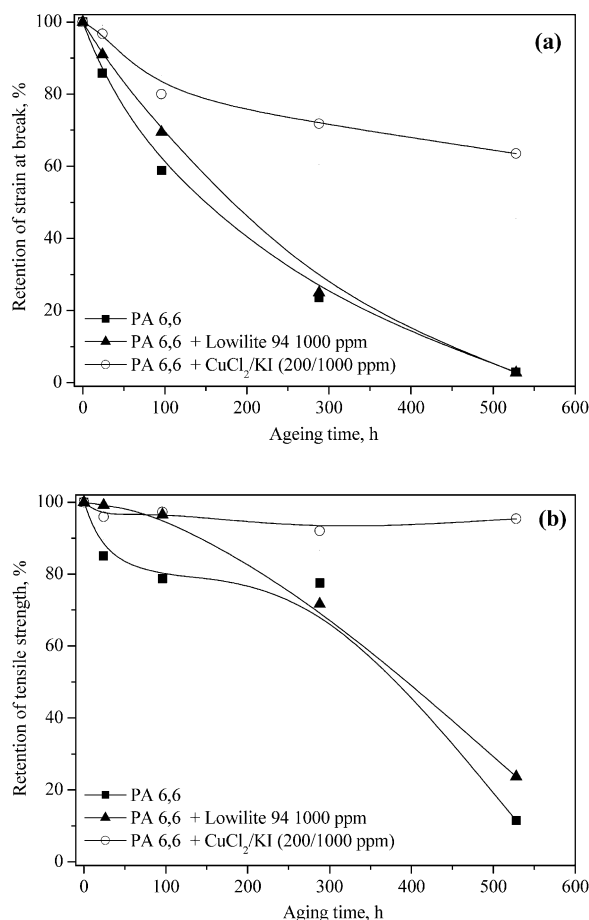 (a)
Retention of strain at break, %
100
80
60
40
20
0
PA 6,6
PA 6,6 + Lowilite 94 1000 ppm
PA 6,6 + CuCl2/KI (200/1000 ppm)
0 100 200 300 400 500 600
Ageing time, h
(b)
Retention of tensile strength, %
100
80
60
40
20
0
PA 6,6
PA 6,6 + Lowilite 94 1000 ppm
PA 6,6 + CuCl2/KI (200/1000 ppm)
0 100 200 300 400 500 600
Aging time, h